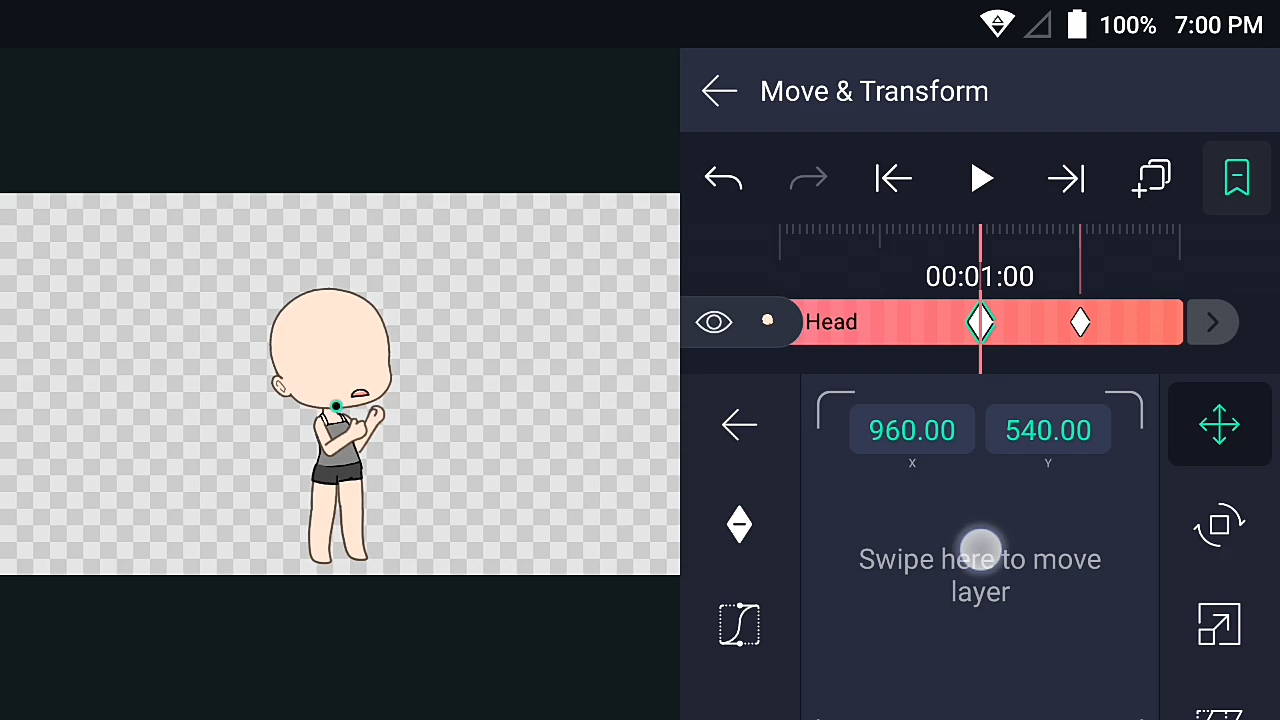 100% 7:00 PM
Move & Transform
00:01:00
Head
960.00 540.00
X Y
Swipe here to move
layer